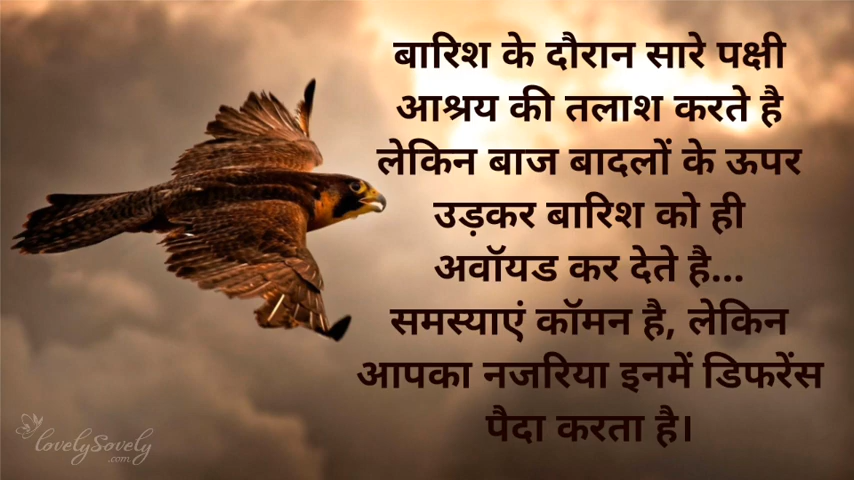 बारिश के दौरान सारे पक्षी
आश्रय की तलाश करते है
लेकिन बाज बादलों के ऊपर
उड़कर बारिश को ही
अवॉयड कर देते है...
समस्याएं कॉमन है, लेकिन
आपका नजरिया इनमें डिफरेंस
पैदा करता है।
lovelySovely
.com